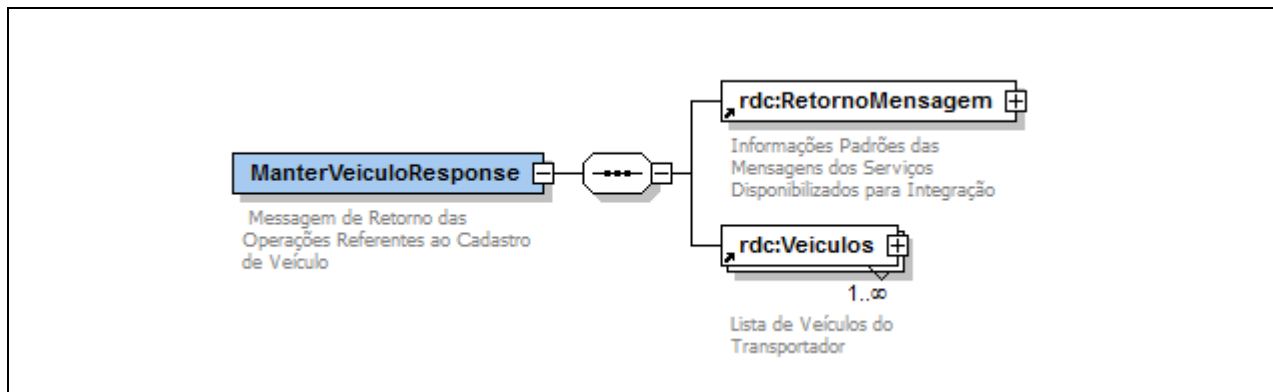 rdc:RetornoMensagem
Informações Padrões das
Mensagens dos Serviços
Disponibilizados para Integração
ManterVeiculoResponse
Messagem de Retorno das
Operações Referentes ao Cadastro
de Veículo
rdc:Veiculos
1..∞
Lista de Veículos do
Transportador